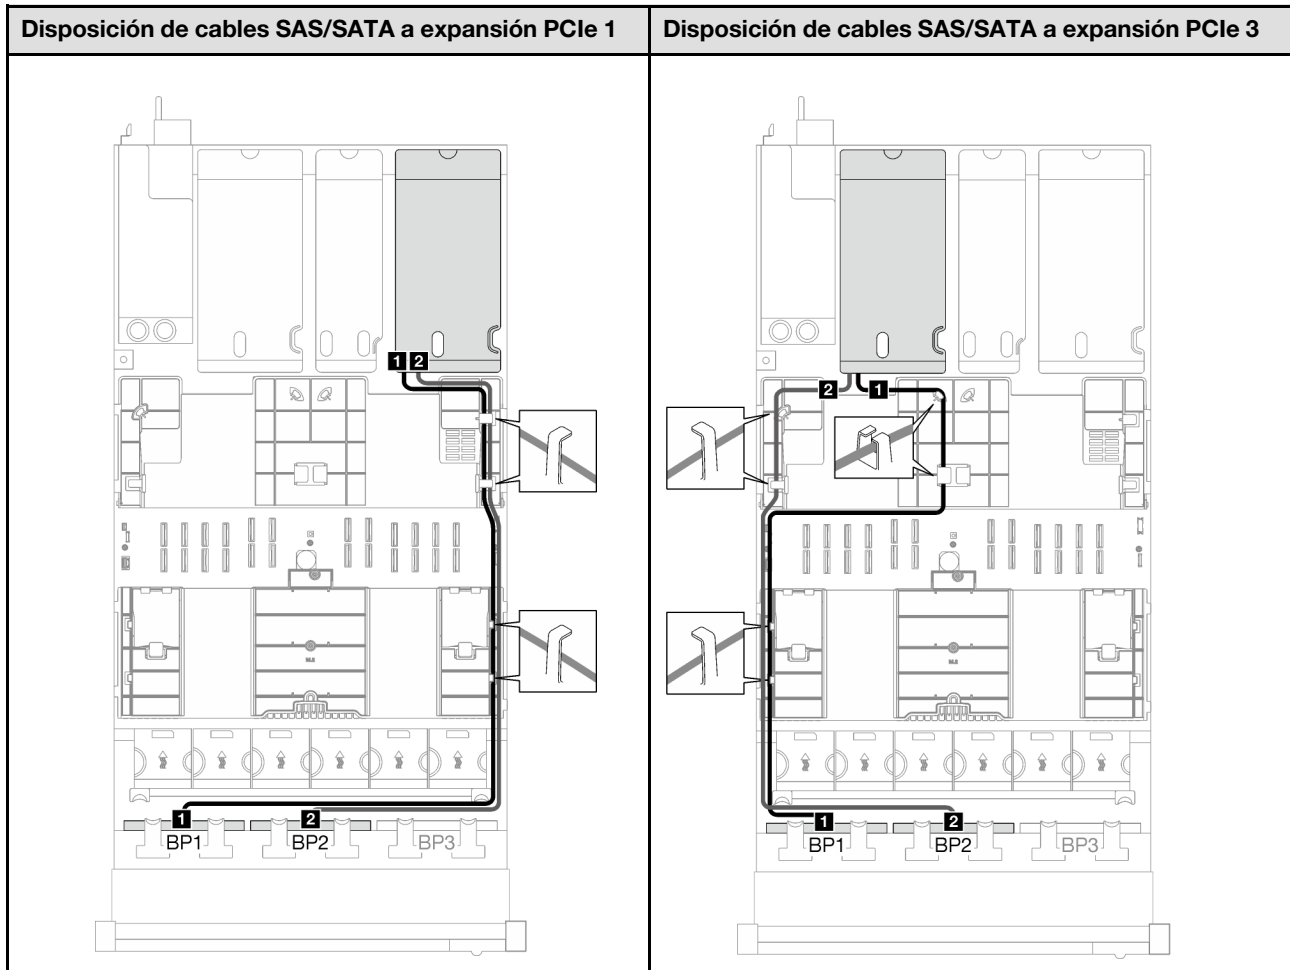 Disposición de cables SAS/SATA a expansión PCIe 1
Disposición de cables SAS/SATA a expansión PCIe 3
1 2
1 2
BP1 BP2 BP3
2 1
1 2
BP1 BP2 BP3